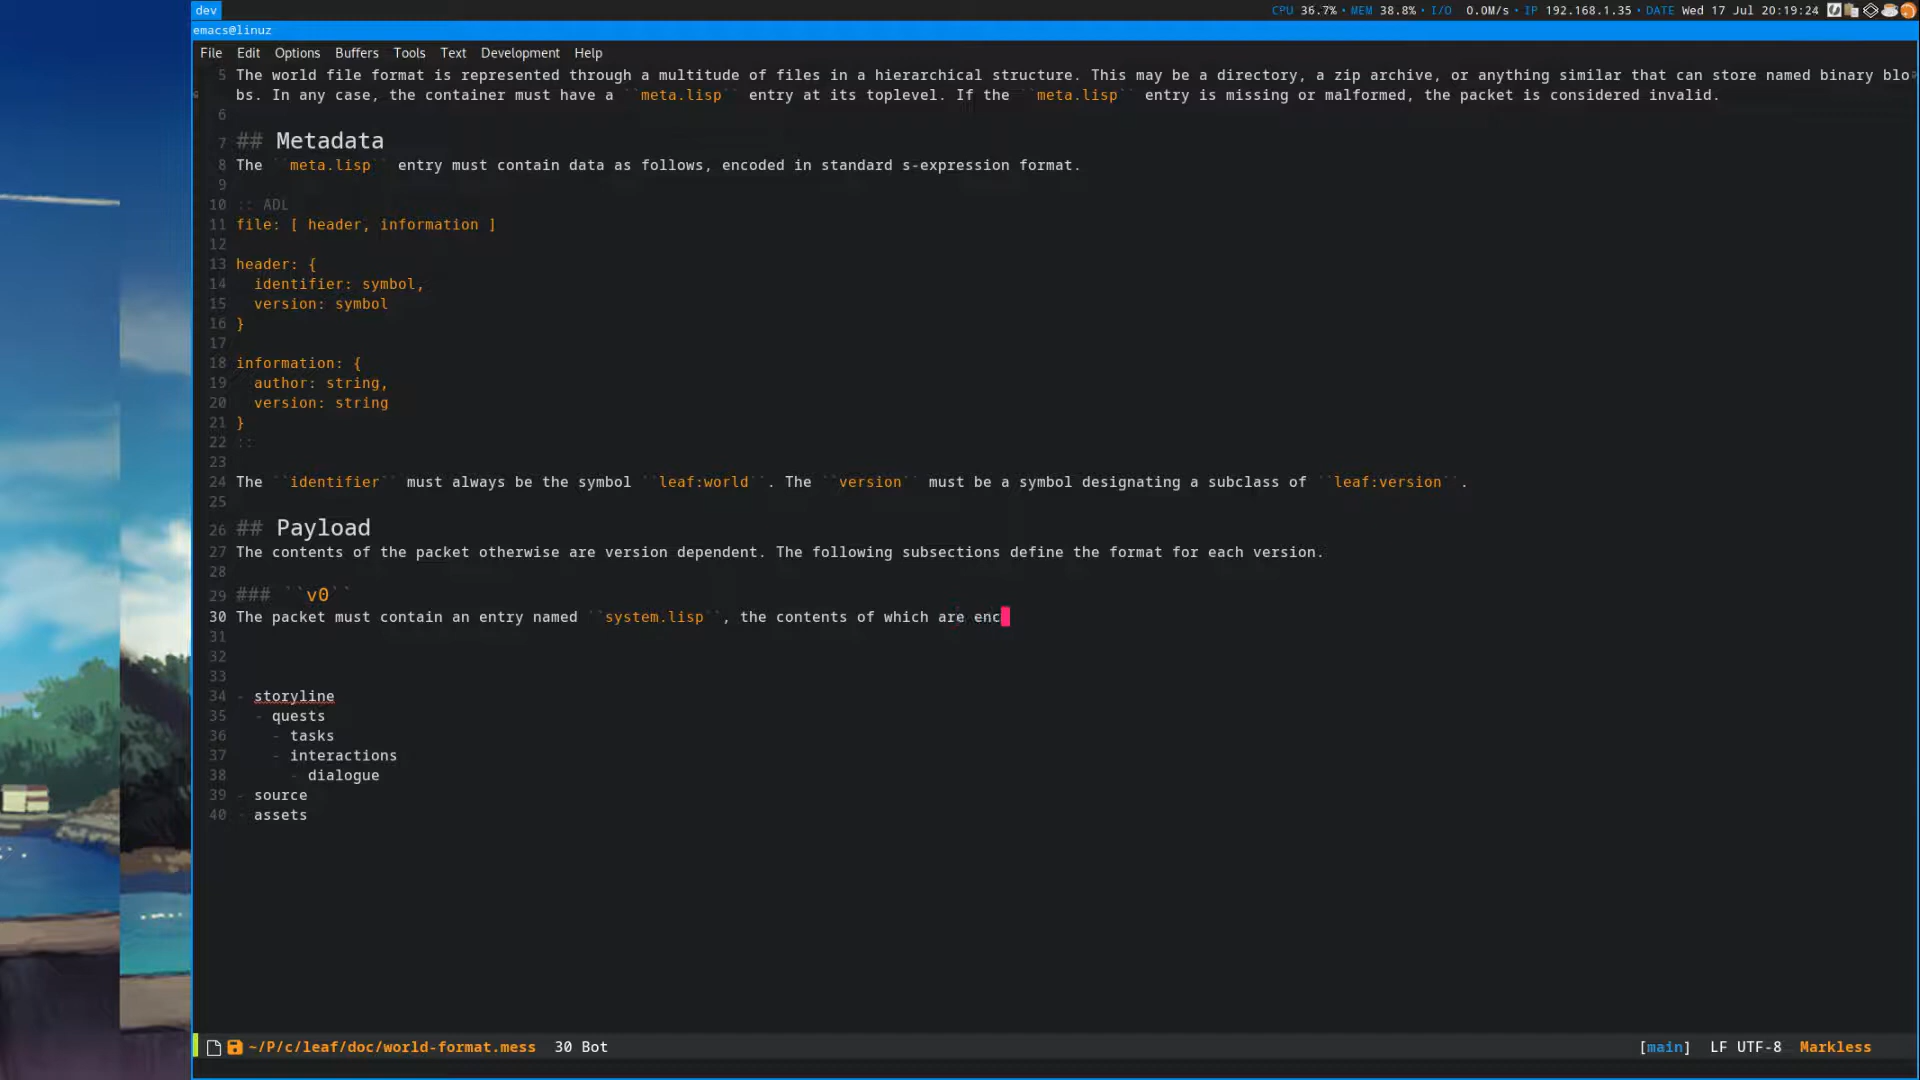 dev
CPU 36.7% • MEM 38.8% • I/O 0.0M/s • IP 192.168.1.35 • DATE Wed 17 Jul 20:19:24
emacs@linuz
File Edit Options Buffers Tools Text Development Help
5 The world file format is represented through a multitude of files in a hierarchical structure. This may be a directory, a zip archive, or anything similar that can store named binary blo
bs. In any case, the container must have a ``meta.lisp`` entry at its toplevel. If the ``meta.lisp`` entry is missing or malformed, the packet is considered invalid.
6
7 ## Metadata
8 The ``meta.lisp`` entry must contain data as follows, encoded in standard s-expression format.
9
10 :: ADL
11 file: [ header, information ]
12
13 header: {
14   identifier: symbol,
15   version: symbol
16 }
17
18 information: {
19   author: string,
20   version: string
21 }
22 ::
23
24 The ``identifier`` must always be the symbol ``leaf:world``. The ``version`` must be a symbol designating a subclass of ``leaf:version``.
25
26 ## Payload
27 The contents of the packet otherwise are version dependent. The following subsections define the format for each version.
28
29 ### ``v0``
30 The packet must contain an entry named ``system.lisp``, the contents of which are enc
31
32
33
34 - storyline
35   - quests
36     - tasks
37     - interactions
38       - dialogue
39 - source
40 - assets
~/P/c/leaf/doc/world-format.mess 30 Bot [main] LF UTF-8 Markless